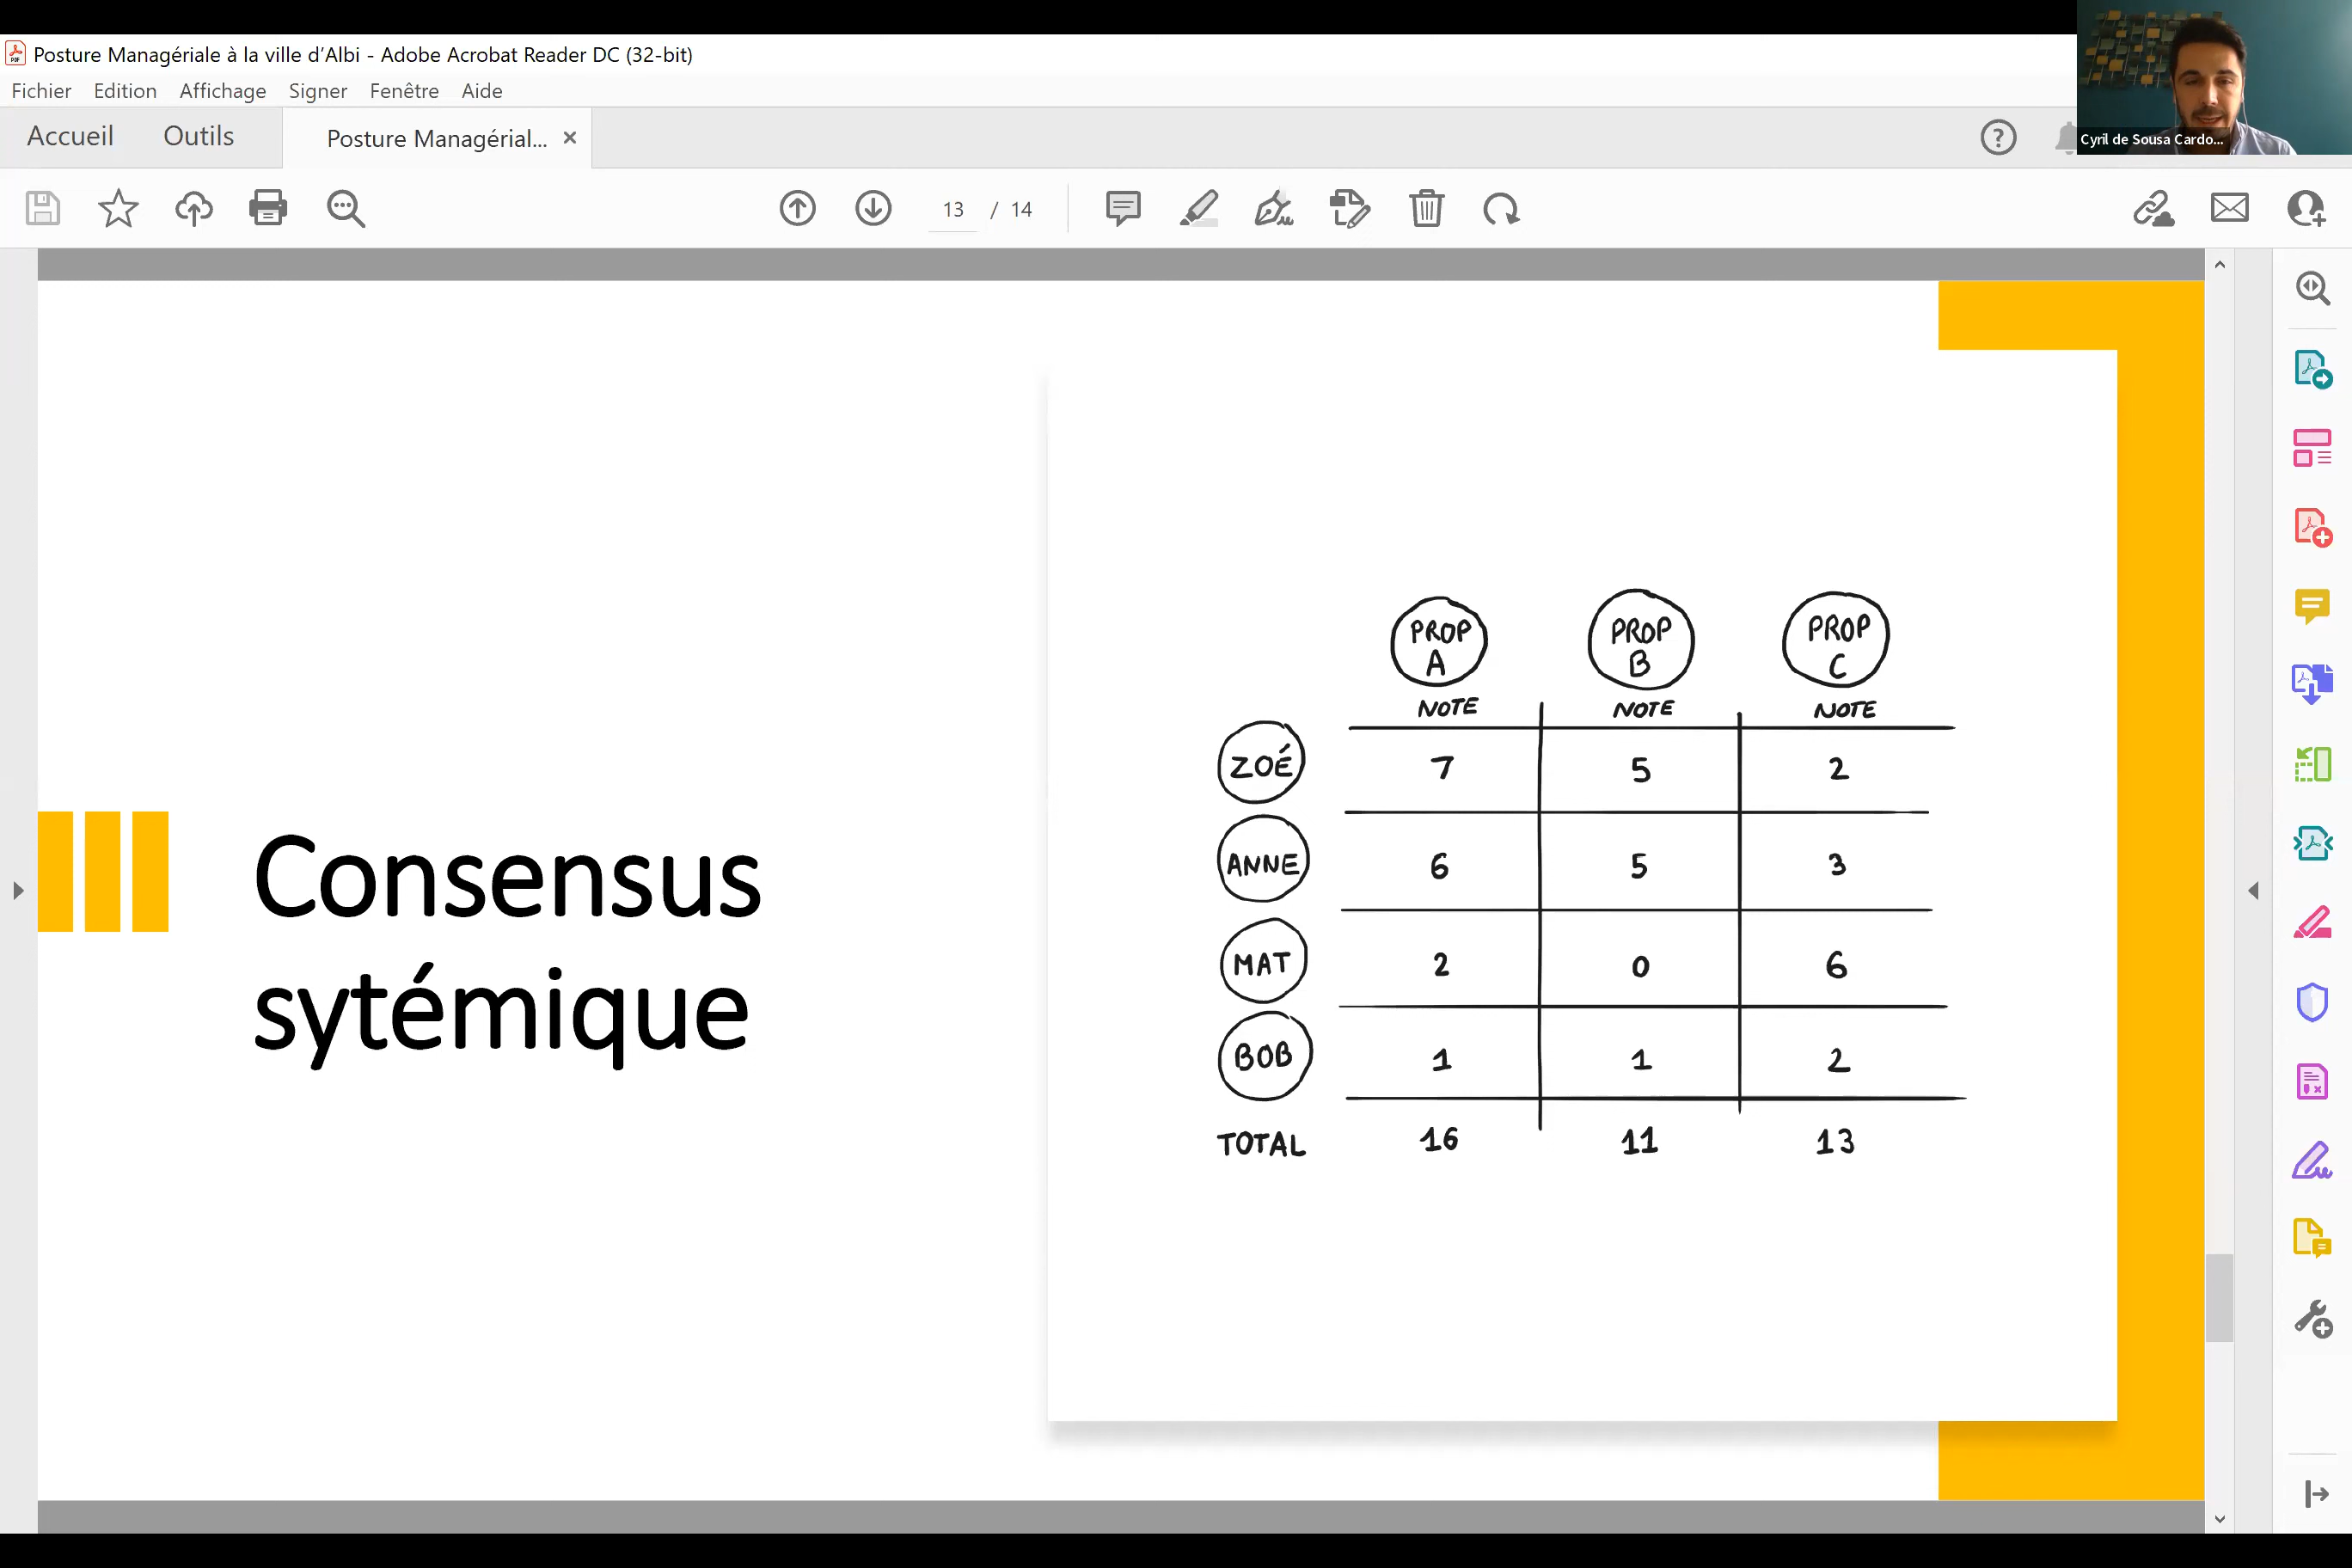 Posture Managériale à la ville d'Albi - Adobe Acrobat Reader DC (32-bit)
Fichier Edition Affichage Signer Fenêtre Aide
Accueil Outils Posture Managérial... ×
Cyril de Sousa Cardo...
13 / 14
Consensus
sytémique
PROP A PROP B PROP C
NOTE NOTE NOTE
ZOÉ 7 5 2
ANNE 6 5 3
MAT 2 0 6
BOB 1 1 2
TOTAL 16 11 13